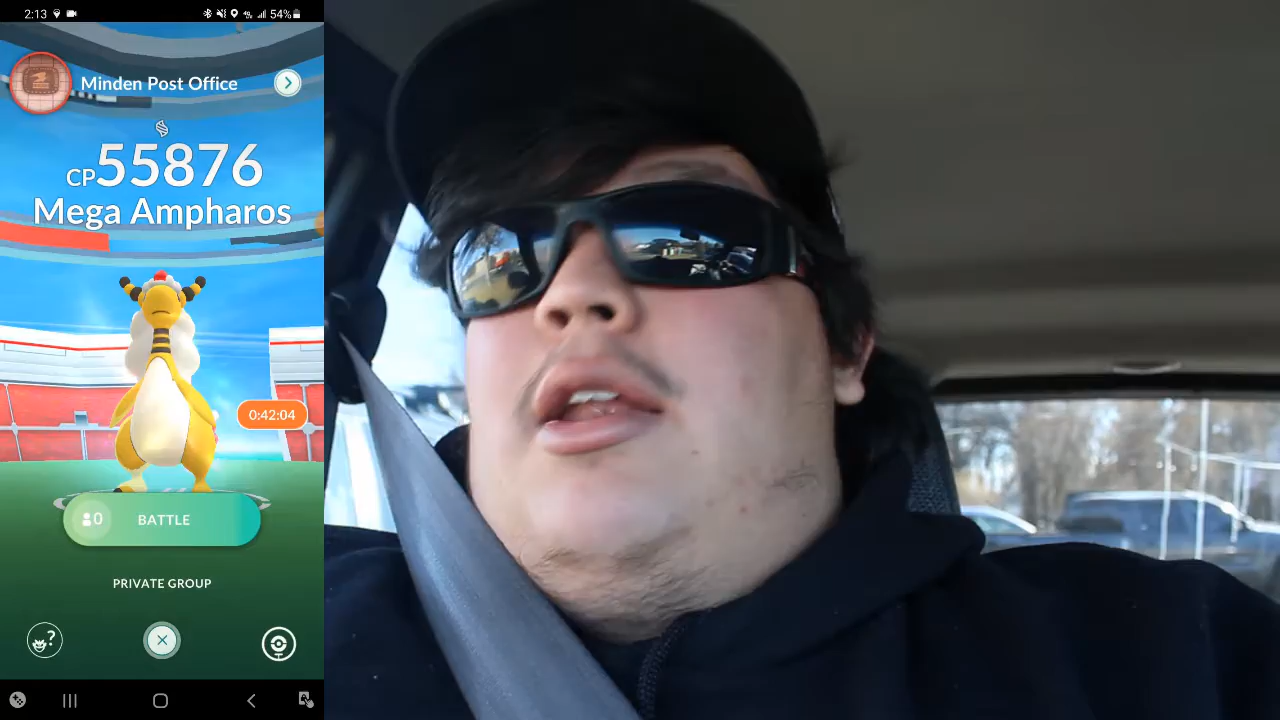 2:13 54%
Minden Post Office
CP55876
Mega Ampharos
0:42:04
0 BATTLE
PRIVATE GROUP
?